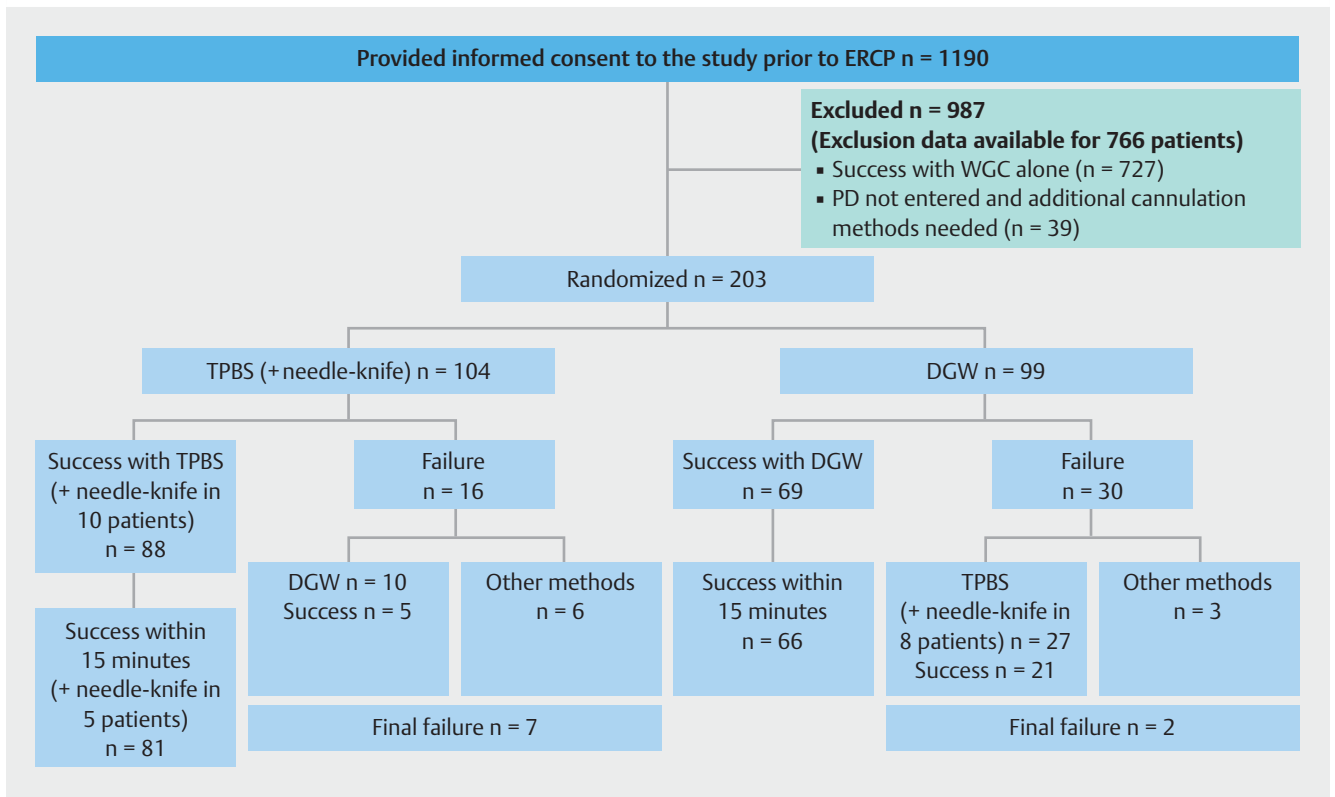 Provided informed consent to the study prior to ERCP n = 1190
Excluded n = 987
(Exclusion data available for 766 patients)
▪ Success with WGC alone (n = 727)
▪ PD not entered and additional cannulation
methods needed (n = 39)
Randomized n = 203
TPBS (+ needle-knife) n = 104
DGW n = 99
Success with TPBS
(+ needle-knife in
10 patients)
n = 88
Failure
n = 16
Success with DGW
n = 69
Failure
n = 30
Success within
15 minutes
(+ needle-knife in
5 patients)
n = 81
DGW n = 10
Success n = 5
Other methods
n = 6
Success within
15 minutes
n = 66
TPBS
(+ needle-knife in
8 patients) n = 27
Success n = 21
Other methods
n = 3
Final failure n = 7
Final failure n = 2